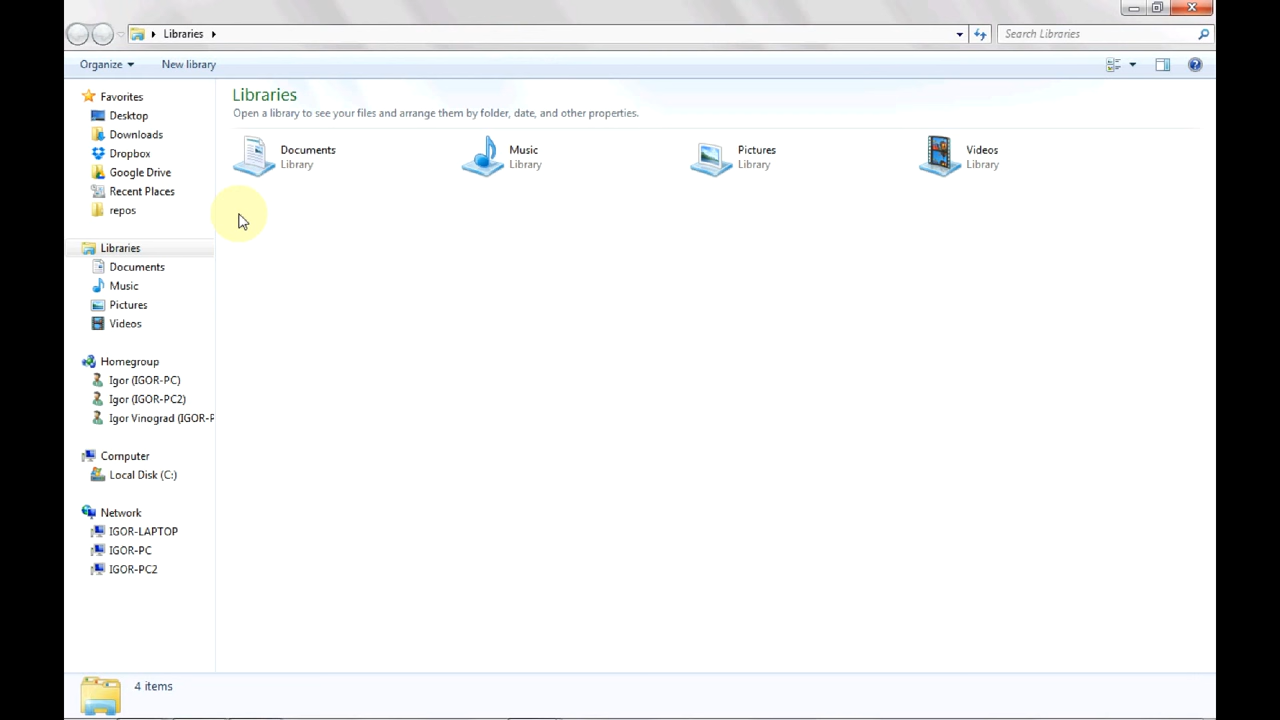 Libraries
Search Libraries
Organize
New library
Favorites
Desktop
Downloads
Dropbox
Google Drive
Recent Places
repos
Libraries
Documents
Music
Pictures
Videos
Homegroup
Igor (IGOR-PC)
Igor (IGOR-PC2)
Igor Vinograd (IGOR-P
Computer
Local Disk (C:)
Network
IGOR-LAPTOP
IGOR-PC
IGOR-PC2
Libraries
Open a library to see your files and arrange them by folder, date, and other properties.
Documents
Library
Music
Library
Pictures
Library
Videos
Library
4 items